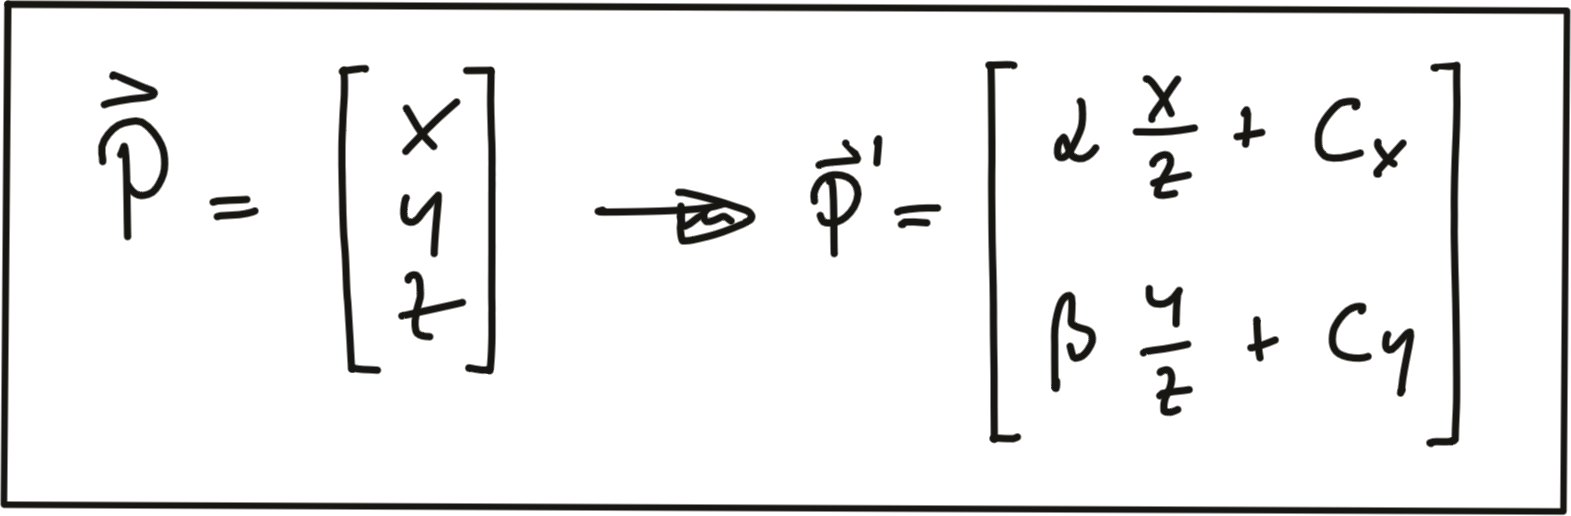 P⃗ = [x y z] → P⃗' = [α x/z + Cx
β y/z + Cy]